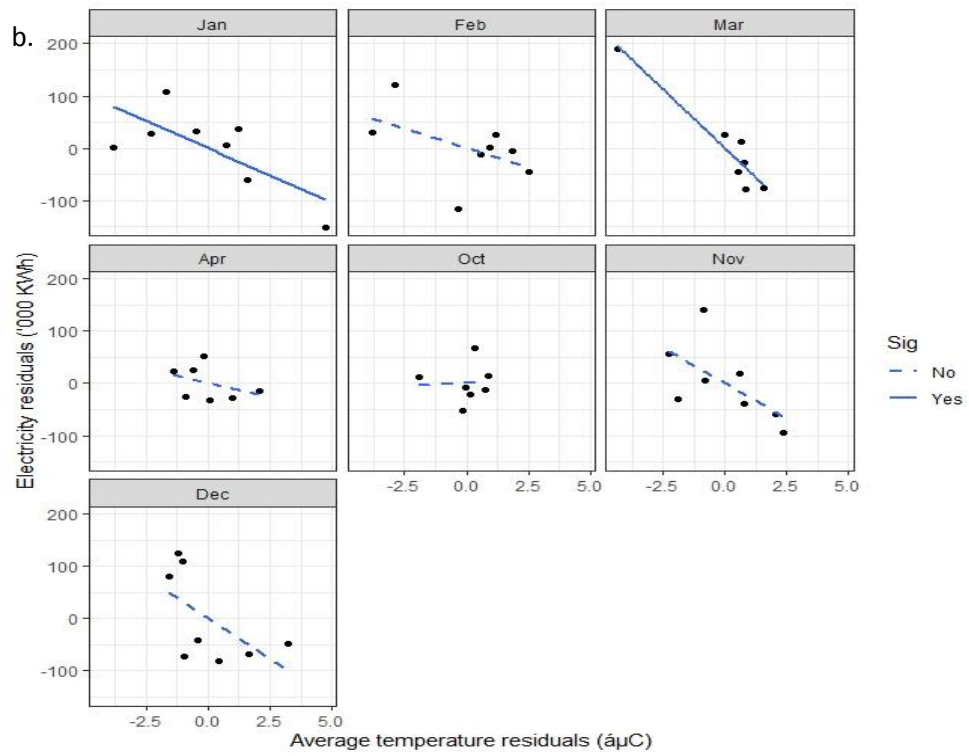 b.
Jan
Feb
Mar
200
100
0
-100
Apr
Oct
Nov
200
100
0
-100
-2.5 0.0 2.5 5.0
-2.5 0.0 2.5 5.0
Dec
200
100
0
-100
-2.5 0.0 2.5 5.0
Electricity residuals ('000 KWh)
Average temperature residuals (áµC)
Sig
No
Yes